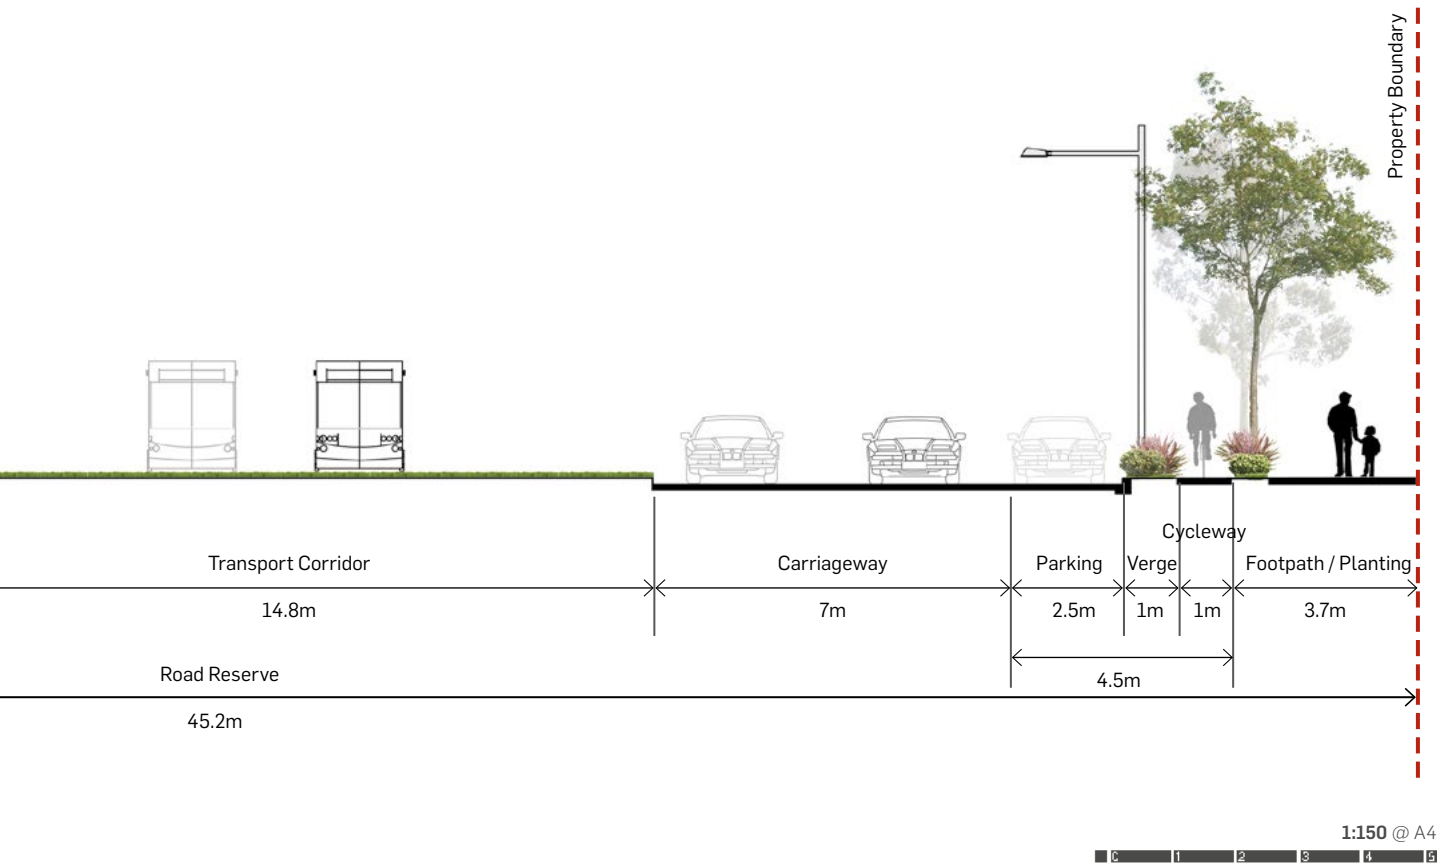 Property Boundary
Cycleway
Transport Corridor
Carriageway
Parking
Verge
Footpath / Planting
14.8m
7m
2.5m
1m
1m
3.7m
Road Reserve
4.5m
45.2m
1:150 @ A4
0 1 2 3 4 5